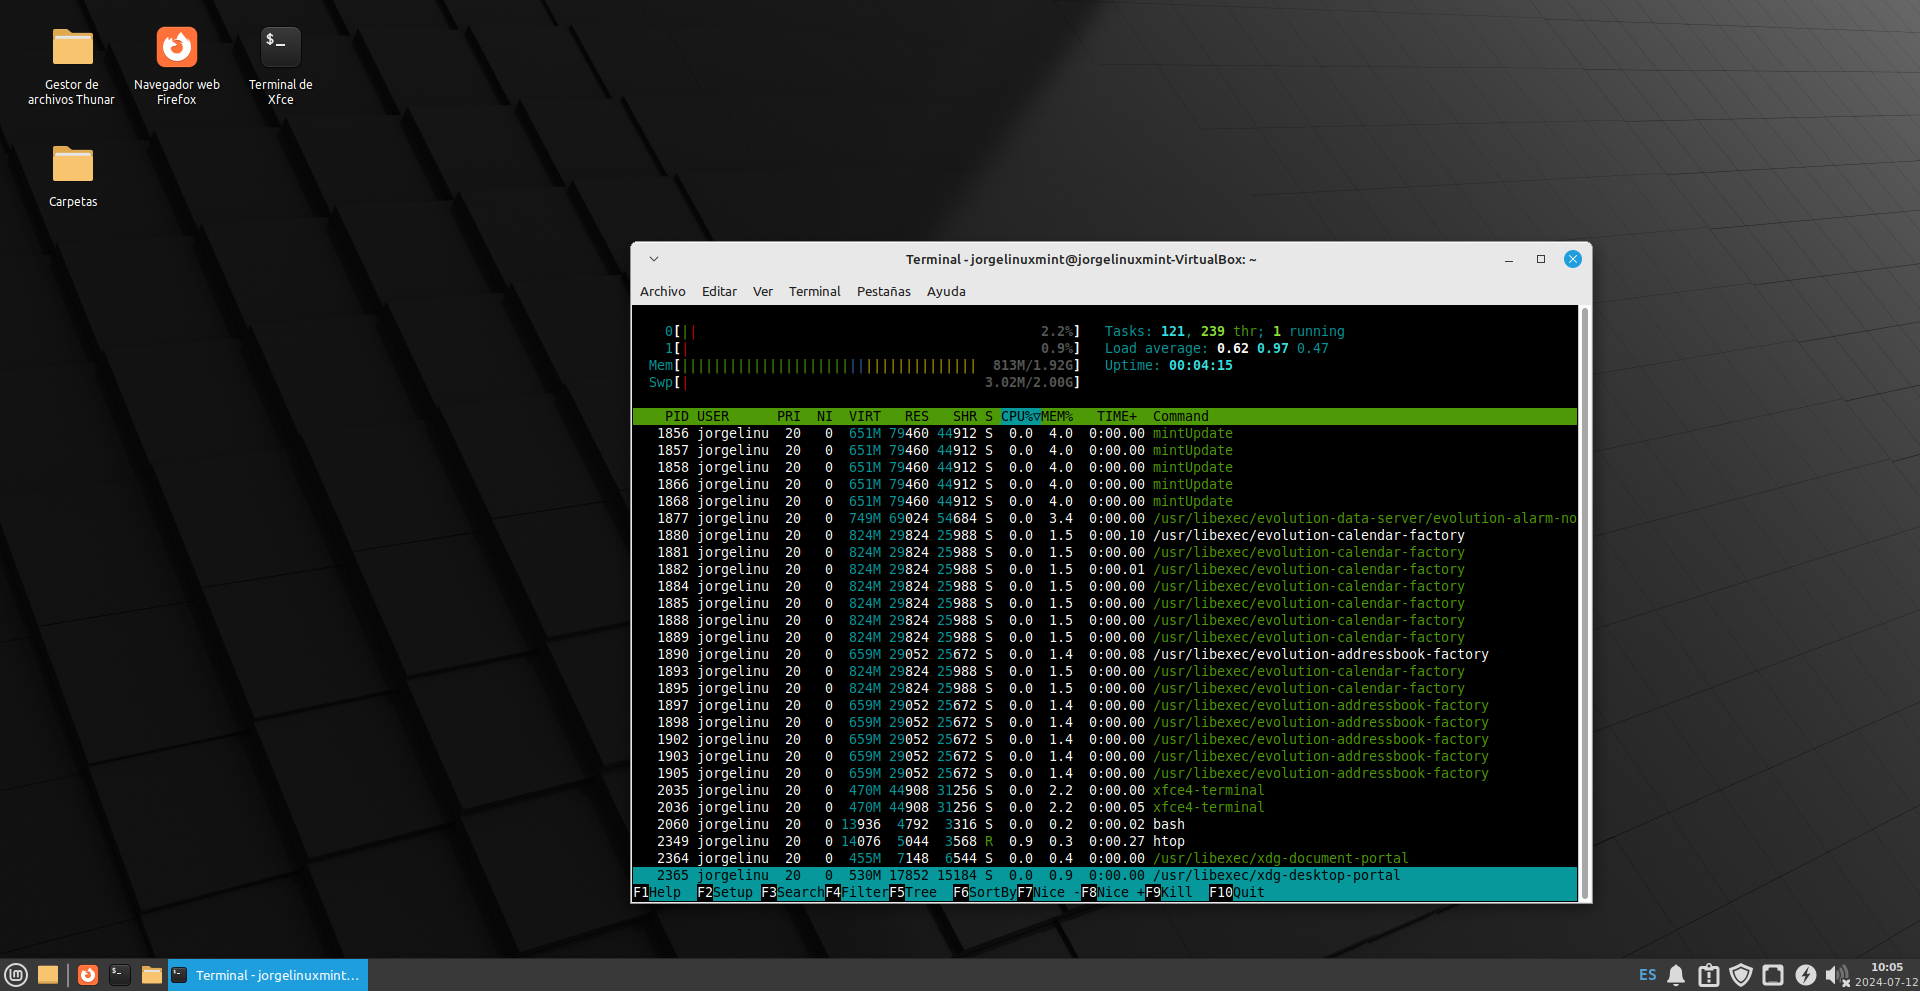 Gestor de
archivos Thunar
Navegador web
Firefox
$_
Terminal de
Xfce
Carpetas
Terminal - jorgelinuxmint@jorgelinuxmint-VirtualBox: ~
Archivo Editar Ver Terminal Pestañas Ayuda
0[|| 2.2%] Tasks: 121, 239 thr; 1 running
1[| 0.9%] Load average: 0.62 0.97 0.47
Mem[||||||||||||||||||||||||||||||||||||| 813M/1.92G] Uptime: 00:04:15
Swp[| 3.02M/2.00G]
PID USER PRI NI VIRT RES SHR S CPU%▽MEM% TIME+ Command
1856 jorgelinu 20 0 651M 79460 44912 S 0.0 4.0 0:00.00 mintUpdate
1857 jorgelinu 20 0 651M 79460 44912 S 0.0 4.0 0:00.00 mintUpdate
1858 jorgelinu 20 0 651M 79460 44912 S 0.0 4.0 0:00.00 mintUpdate
1866 jorgelinu 20 0 651M 79460 44912 S 0.0 4.0 0:00.00 mintUpdate
1868 jorgelinu 20 0 651M 79460 44912 S 0.0 4.0 0:00.00 mintUpdate
1877 jorgelinu 20 0 749M 69024 54684 S 0.0 3.4 0:00.00 /usr/libexec/evolution-data-server/evolution-alarm-no
1880 jorgelinu 20 0 824M 29824 25988 S 0.0 1.5 0:00.10 /usr/libexec/evolution-calendar-factory
1881 jorgelinu 20 0 824M 29824 25988 S 0.0 1.5 0:00.00 /usr/libexec/evolution-calendar-factory
1882 jorgelinu 20 0 824M 29824 25988 S 0.0 1.5 0:00.01 /usr/libexec/evolution-calendar-factory
1884 jorgelinu 20 0 824M 29824 25988 S 0.0 1.5 0:00.00 /usr/libexec/evolution-calendar-factory
1885 jorgelinu 20 0 824M 29824 25988 S 0.0 1.5 0:00.00 /usr/libexec/evolution-calendar-factory
1888 jorgelinu 20 0 824M 29824 25988 S 0.0 1.5 0:00.00 /usr/libexec/evolution-calendar-factory
1889 jorgelinu 20 0 824M 29824 25988 S 0.0 1.5 0:00.00 /usr/libexec/evolution-calendar-factory
1890 jorgelinu 20 0 659M 29052 25672 S 0.0 1.4 0:00.08 /usr/libexec/evolution-addressbook-factory
1893 jorgelinu 20 0 824M 29824 25988 S 0.0 1.5 0:00.00 /usr/libexec/evolution-calendar-factory
1895 jorgelinu 20 0 824M 29824 25988 S 0.0 1.5 0:00.00 /usr/libexec/evolution-calendar-factory
1897 jorgelinu 20 0 659M 29052 25672 S 0.0 1.4 0:00.00 /usr/libexec/evolution-addressbook-factory
1898 jorgelinu 20 0 659M 29052 25672 S 0.0 1.4 0:00.00 /usr/libexec/evolution-addressbook-factory
1902 jorgelinu 20 0 659M 29052 25672 S 0.0 1.4 0:00.00 /usr/libexec/evolution-addressbook-factory
1903 jorgelinu 20 0 659M 29052 25672 S 0.0 1.4 0:00.00 /usr/libexec/evolution-addressbook-factory
1905 jorgelinu 20 0 659M 29052 25672 S 0.0 1.4 0:00.00 /usr/libexec/evolution-addressbook-factory
2035 jorgelinu 20 0 470M 44908 31256 S 0.0 2.2 0:00.00 xfce4-terminal
2036 jorgelinu 20 0 470M 44908 31256 S 0.0 2.2 0:00.05 xfce4-terminal
2060 jorgelinu 20 0 13936 4792 3316 S 0.0 0.2 0:00.02 bash
2349 jorgelinu 20 0 14076 5044 3568 R 0.9 0.3 0:00.27 htop
2364 jorgelinu 20 0 455M 7148 6544 S 0.0 0.4 0:00.00 /usr/libexec/xdg-document-portal
2365 jorgelinu 20 0 530M 17852 15184 S 0.0 0.9 0:00.00 /usr/libexec/xdg-desktop-portal
F1Help F2Setup F3SearchF4FilterF5Tree F6SortByF7Nice -F8Nice +F9Kill F10Quit
Terminal - jorgelinuxmint...
ES
10:05
2024-07-12